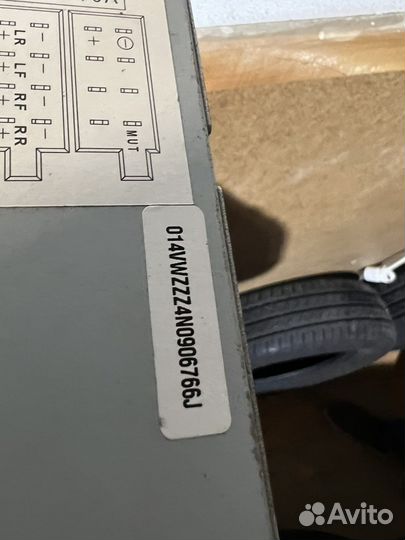 LR LF RF RR
+ + + +
- - - -
+ ⊖
MUT
014VWZZZ4N0906766J
Avito